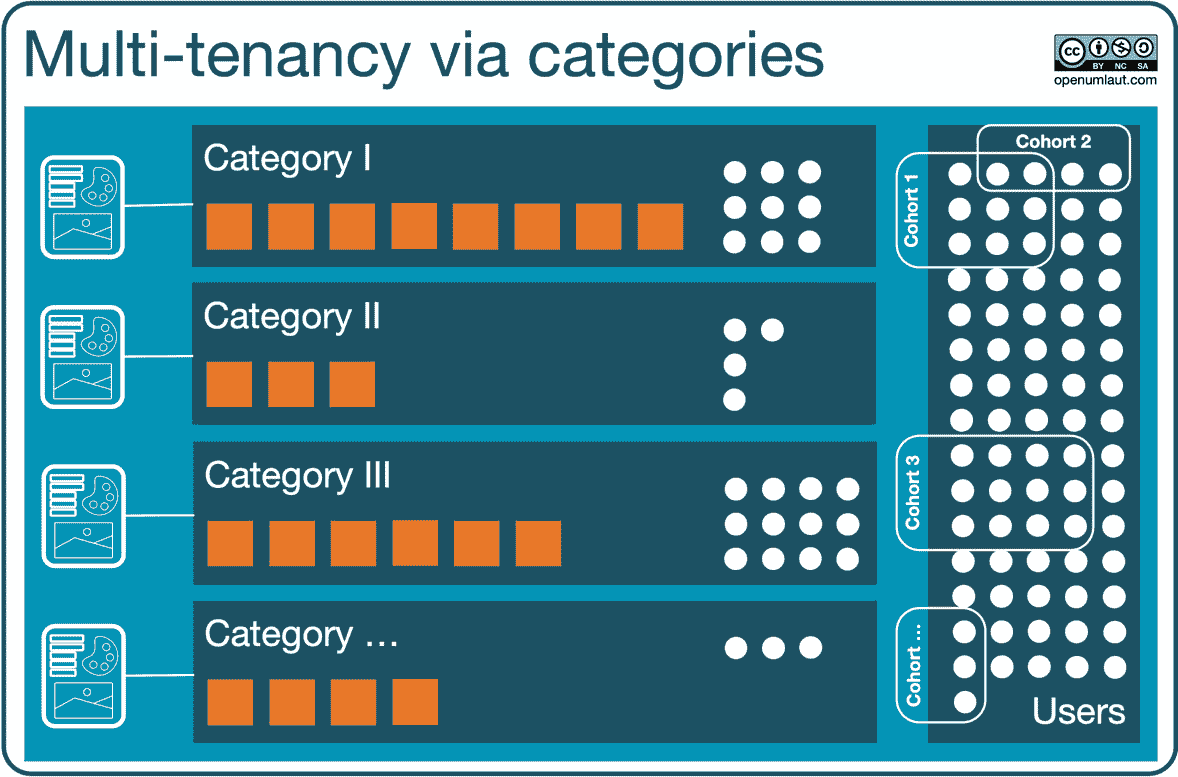 Multi-tenancy via categories
cc
BY NC SA
openumlaut.com
Category I
Category II
Category III
Category ...
Cohort 2
Cohort 1
Cohort 3
Cohort ...
Users